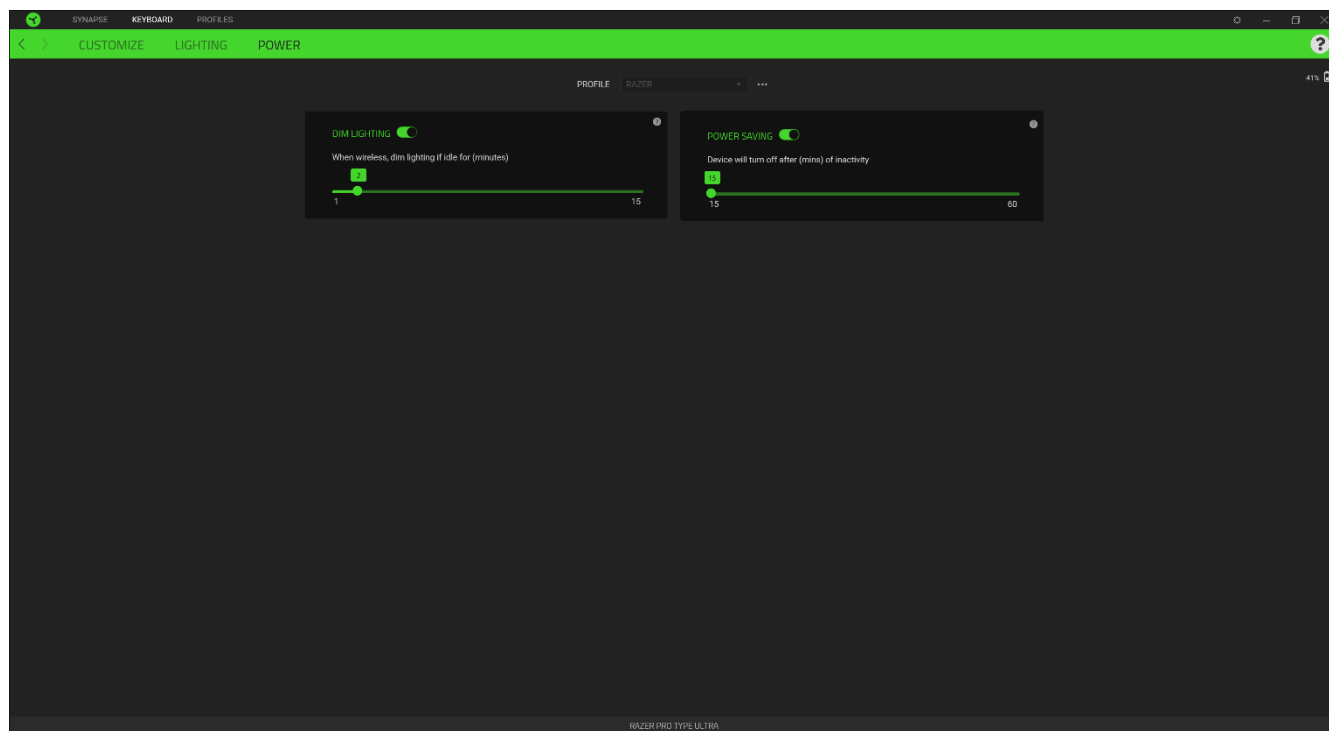 SYNAPSE KEYBOARD PROFILES
CUSTOMIZE LIGHTING POWER ?
PROFILE RAZER
41%
DIM LIGHTING ?
When wireless, dim lighting if idle for (minutes)
2
1 15
POWER SAVING ?
Device will turn off after (mins) of inactivity
15
15 60
RAZER PRO TYPE ULTRA